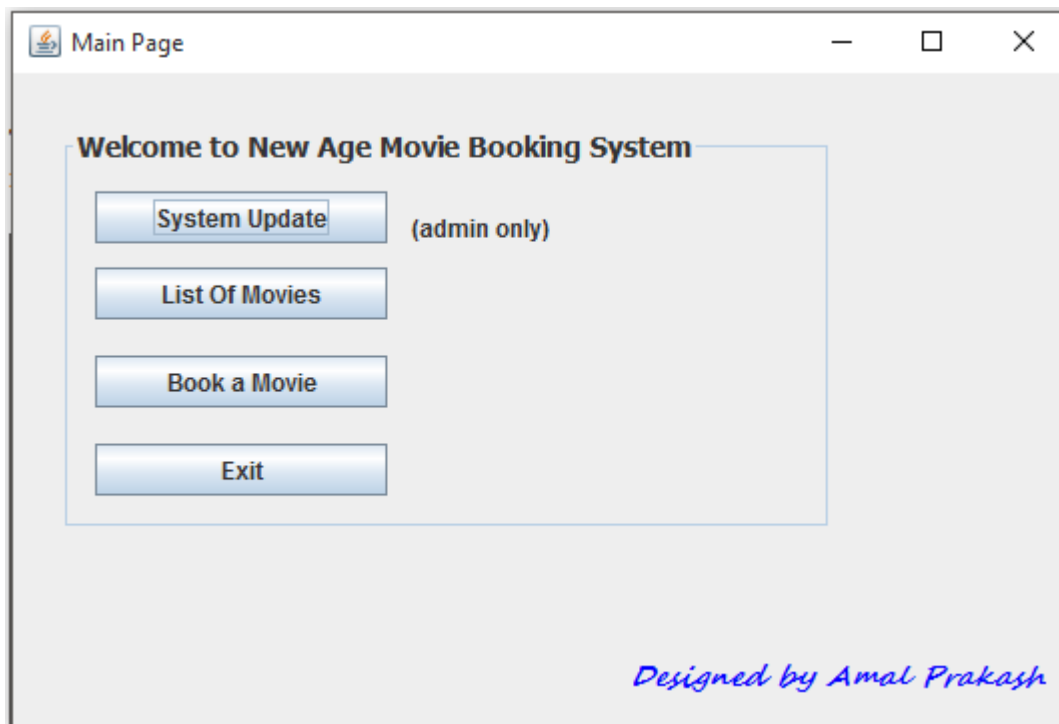 Main Page
Welcome to New Age Movie Booking System
System Update
(admin only)
List Of Movies
Book a Movie
Exit
Designed by Amal Prakash